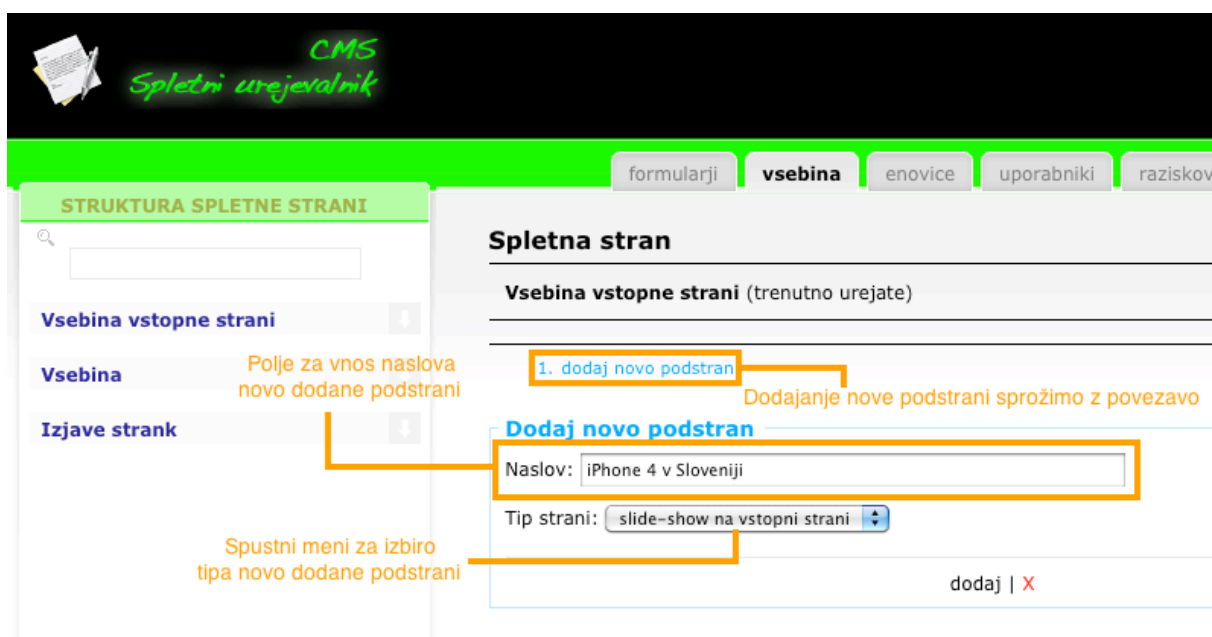 CMS
Spletni urejevalnik
formularji vsebina enovice uporabniki raziskov
STRUKTURA SPLETNE STRANI
Spletna stran
Vsebina vstopne strani (trenutno urejate)
Vsebina vstopne strani
Polje za vnos naslova
novo dodane podstrani
Vsebina
1. dodaj novo podstran
Dodajanje nove podstrani sprožimo z povezavo
Izjave strank
Dodaj novo podstran
Naslov: iPhone 4 v Sloveniji
Tip strani: slide-show na vstopni strani
Spustni meni za izbiro
tipa novo dodane podstrani
dodaj | X